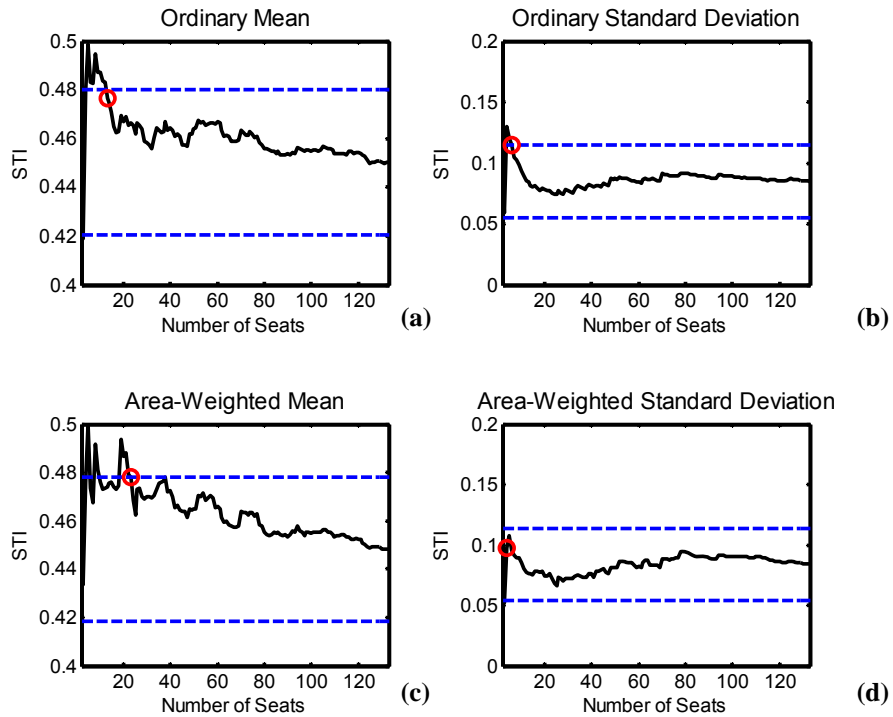 Ordinary Mean
0.5
0.48
0.46
0.44
0.42
0.4
STI
20 40 60 80 100 120
Number of Seats
(a)
Ordinary Standard Deviation
0.2
0.15
0.1
0.05
0
STI
20 40 60 80 100 120
Number of Seats
(b)
Area-Weighted Mean
0.5
0.48
0.46
0.44
0.42
0.4
STI
20 40 60 80 100 120
Number of Seats
(c)
Area-Weighted Standard Deviation
0.2
0.15
0.1
0.05
0
STI
20 40 60 80 100 120
Number of Seats
(d)